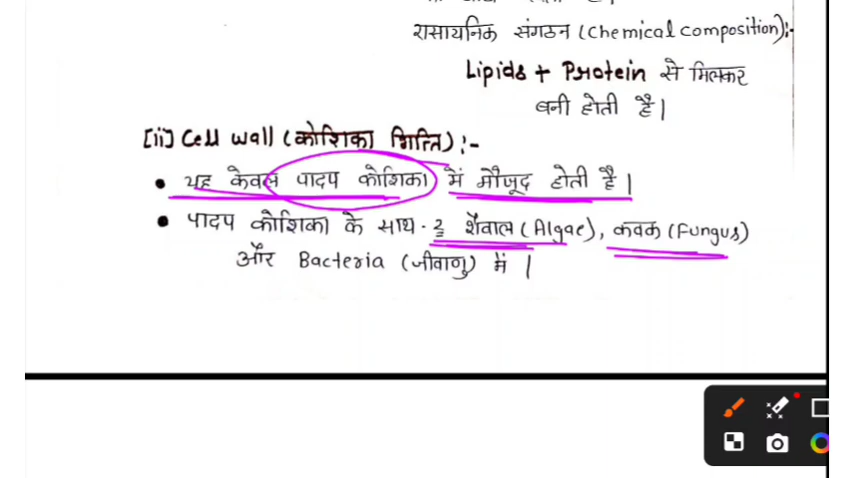 रासायनिक संगठन (Chemical composition):-
Lipids + Protein से मिलकर
बनी होती है।
[ii] Cell wall (कोशिका भित्ति) :-
• यह केवल पादप कोशिका में मौजूद होती है।
• पादप कोशिका के साथ - 2 शैवाल (Algae), कवक (Fungus)
और Bacteria (जीवाणु) में ।